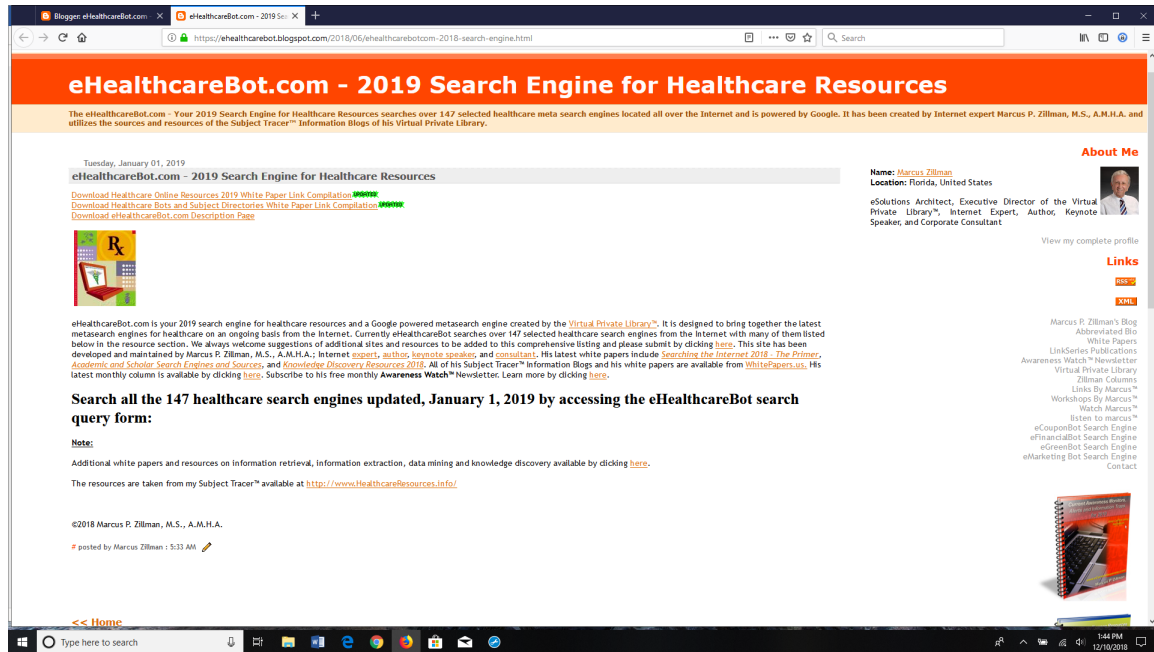 Blogger: eHealthcareBot.com -
eHealthcareBot.com - 2019 Sea
https://ehealthcarebot.blogspot.com/2018/06/ehealthcarebotcom-2018-search-engine.html
Search
eHealthcareBot.com - 2019 Search Engine for Healthcare Resources
The eHealthcareBot.com - Your 2019 Search Engine for Healthcare Resources searches over 147 selected healthcare meta search engines located all over the Internet and is powered by Google. It has been created by Internet expert Marcus P. Zillman, M.S., A.M.H.A. and
utilizes the sources and resources of the Subject Tracer™ Information Blogs of his Virtual Private Library.
Tuesday, January 01, 2019
eHealthcareBot.com - 2019 Search Engine for Healthcare Resources
Download Healthcare Online Resources 2019 White Paper Link Compilation UPDATED
Download Healthcare Bots and Subject Directories White Paper Link Compilation UPDATED
Download eHealthcareBot.com Description Page
Rx
eHealthcareBot.com is your 2019 search engine for healthcare resources and a Google powered metasearch engine created by the Virtual Private Library™. It is designed to bring together the latest
metasearch engines for healthcare on an ongoing basis from the Internet. Currently eHealthcareBot searches over 147 selected healthcare search engines from the Internet with many of them listed
below in the resource section. We always welcome suggestions of additional sites and resources to be added to this comprehensive listing and please submit by clicking here. This site has been
developed and maintained by Marcus P. Zillman, M.S., A.M.H.A.; Internet expert, author, keynote speaker, and consultant. His latest white papers include Searching the Internet 2018 - The Primer,
Academic and Scholar Search Engines and Sources, and Knowledge Discovery Resources 2018. All of his Subject Tracer™ Information Blogs and his white papers are available from WhitePapers.us. His
latest monthly column is available by clicking here. Subscribe to his free monthly Awareness Watch™ Newsletter. Learn more by clicking here.
Search all the 147 healthcare search engines updated, January 1, 2019 by accessing the eHealthcareBot search
query form:
Note:
Additional white papers and resources on information retrieval, information extraction, data mining and knowledge discovery available by clicking here.
The resources are taken from my Subject Tracer™ available at http://www.HealthcareResources.info/
©2018 Marcus P. Zillman, M.S., A.M.H.A.
# posted by Marcus Zillman : 5:33 AM
<< Home
About Me
Name: Marcus Zillman
Location: Florida, United States
eSolutions Architect, Executive Director of the Virtual
Private Library™, Internet Expert, Author, Keynote
Speaker, and Corporate Consultant
View my complete profile
Links
RSS
XML
Marcus P. Zillman's Blog
Abbreviated Bio
White Papers
LinkSeries Publications
Awareness Watch™ Newsletter
Virtual Private Library
Zillman Columns
Links By Marcus™
Workshops By Marcus™
Watch Marcus™
listen to marcus™
eCouponBot Search Engine
eFinancialBot Search Engine
eGreenBot Search Engine
eMarketing Bot Search Engine
Contact
Type here to search
1:44 PM
12/10/2018